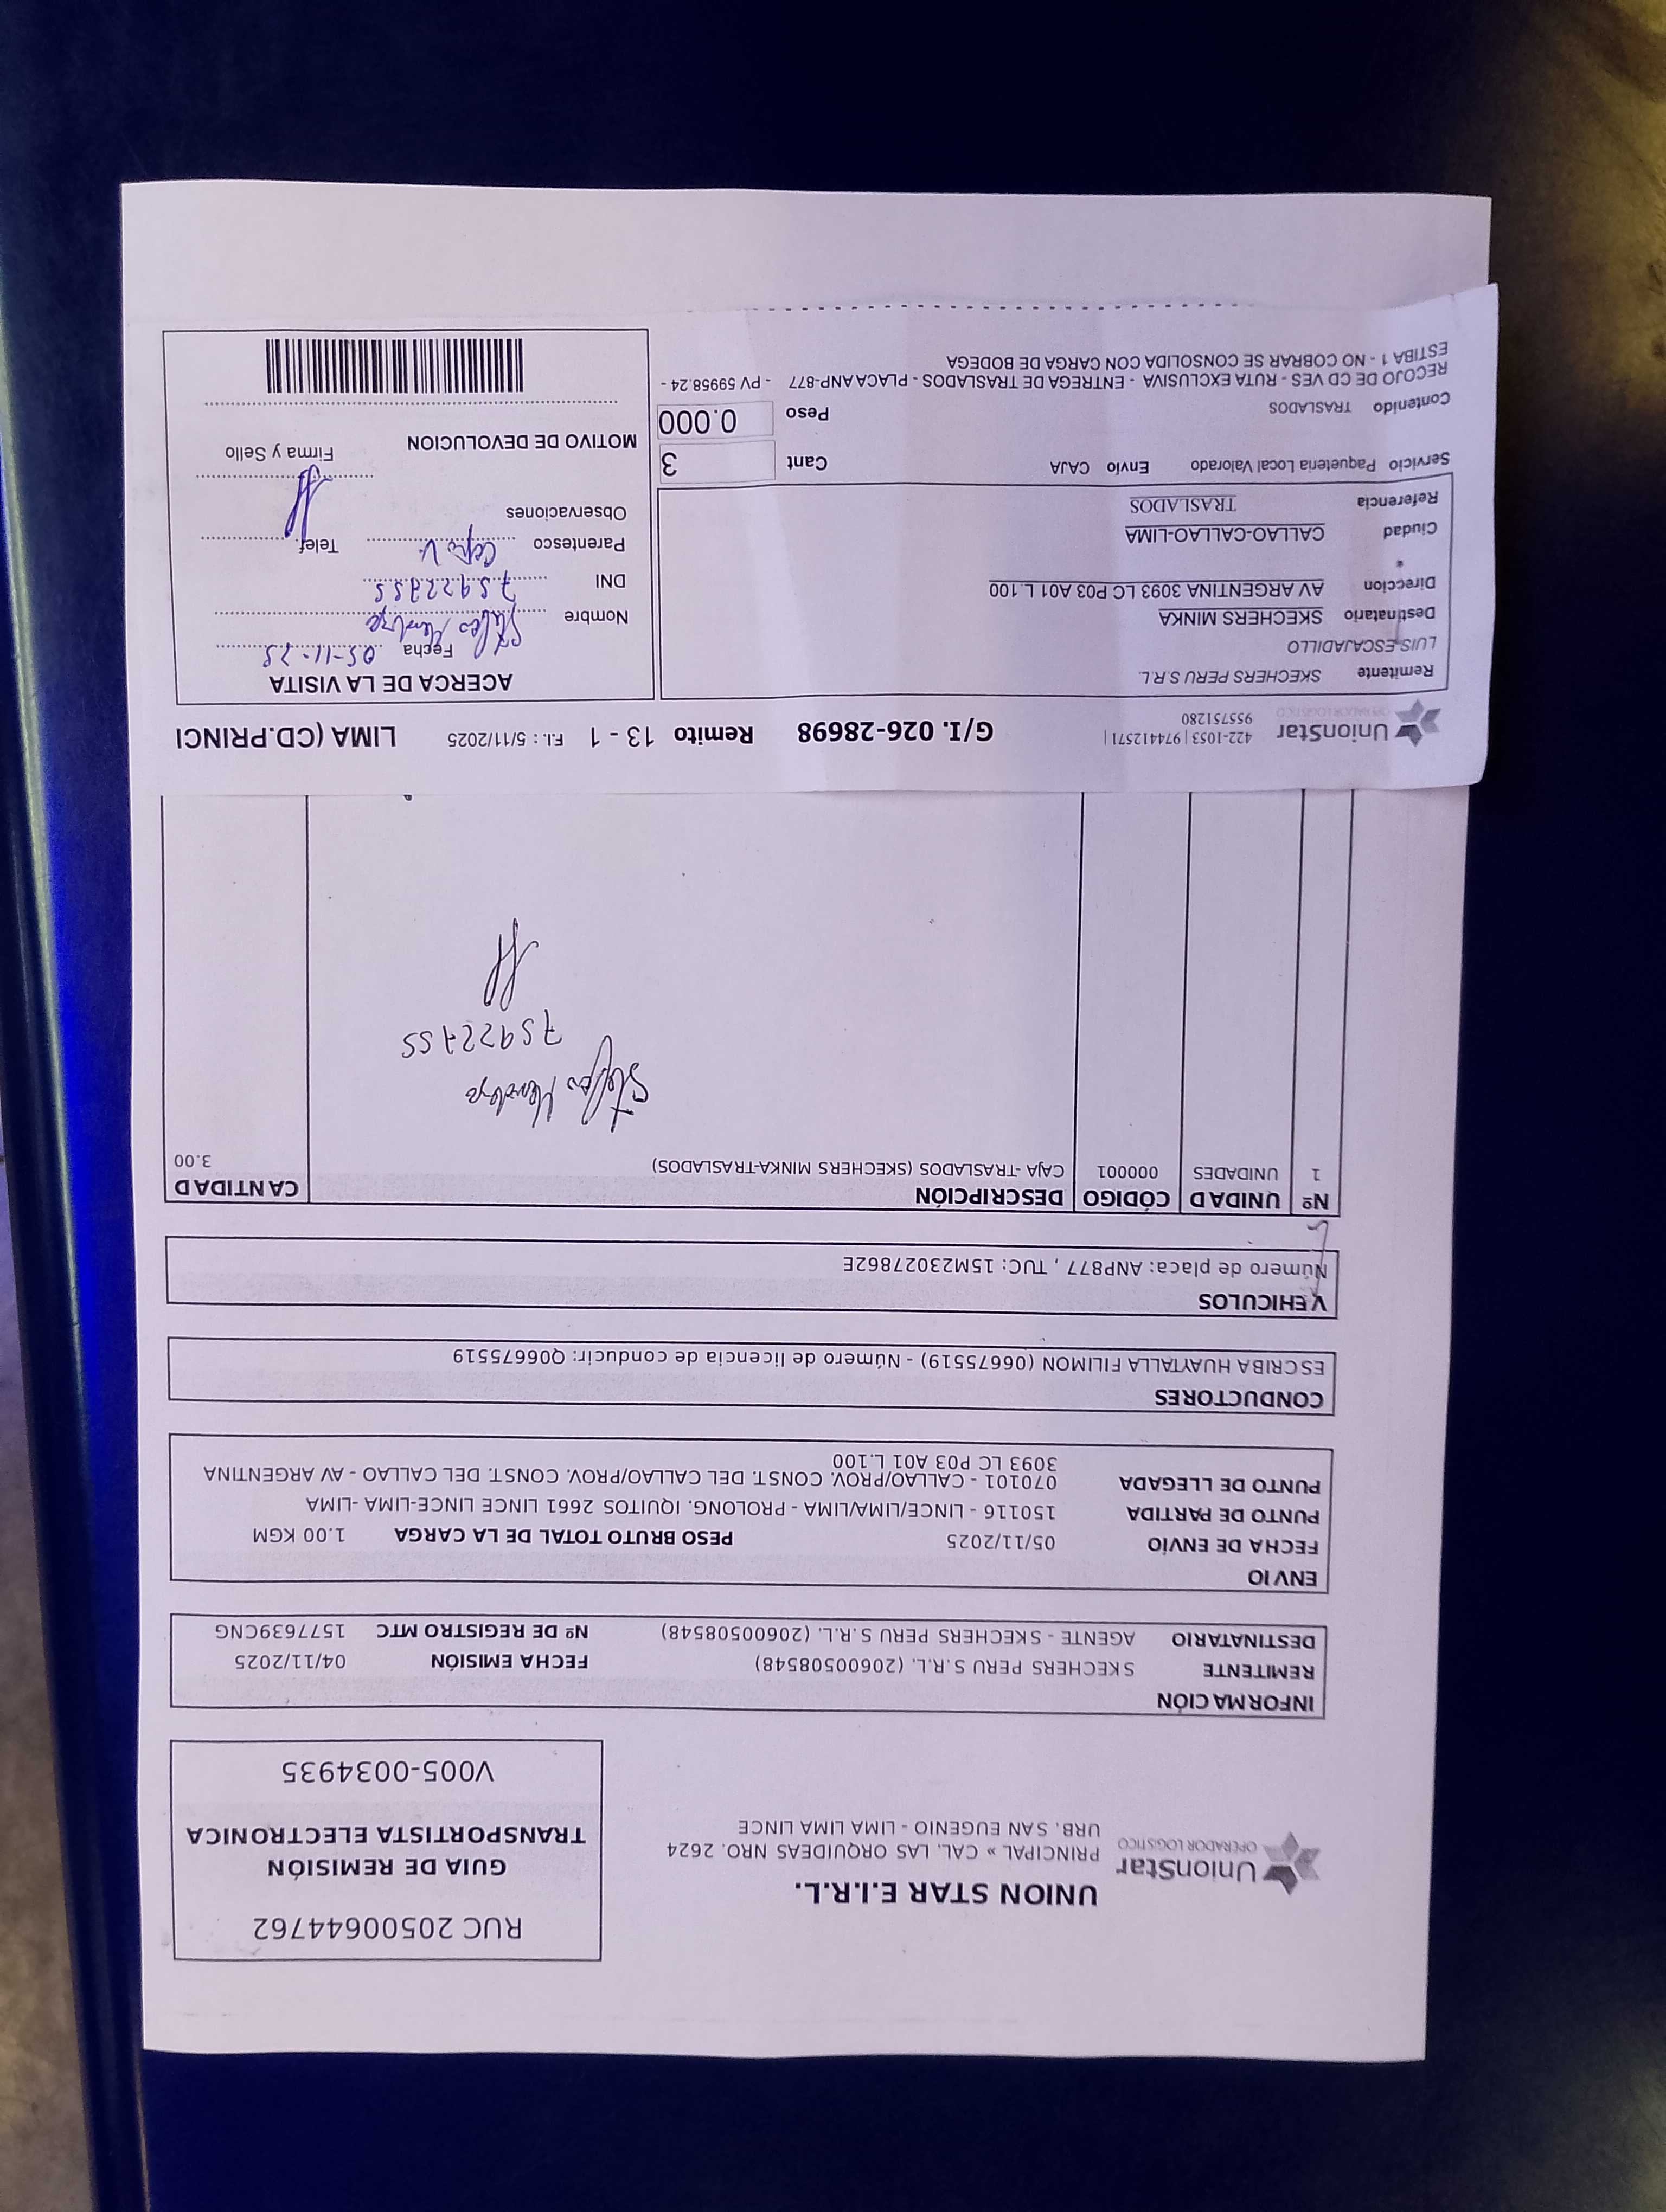 UnionStar
OPERADOR LOGISTICO
UNION STAR E.I.R.L.
PRINCIPAL » CAL. LAS ORQUIDEAS NRO. 2624
URB. SAN EUGENIO - LIMA LIMA LINCE
RUC 20500644762
GUIA DE REMISIÓN
TRANSPORTISTA ELECTRONICA
V005-0034935
INFORMACIÓN
REMITENTE SKECHERS PERU S.R.L. (20600508548) FECHA EMISIÓN 04/11/2025
DESTINATARIO AGENTE - SKECHERS PERU S.R.L. (20600508548) Nº DE REGISTRO MTC 1577639CNG
ENVIO
FECHA DE ENVÍO 05/11/2025 PESO BRUTO TOTAL DE LA CARGA 1.00 KGM
PUNTO DE PARTIDA 150116 - LINCE/LIMA/LIMA - PROLONG. IQUITOS 2661 LINCE LINCE-LIMA -LIMA
PUNTO DE LLEGADA 070101 - CALLAO/PROV. CONST. DEL CALLAO/PROV. CONST. DEL CALLAO - AV ARGENTINA
3093 LC P03 A01 L.100
CONDUCTORES
ESCRIBA HUAYTALLA FILIMON (06675519) - Número de licencia de conducir: Q06675519
VEHICULOS
Número de placa: ANP877 , TUC: 15M23027862E
Nº UNIDAD CÓDIGO DESCRIPCIÓN CANTIDAD
1 UNIDADES 000001 CAJA -TRASLADOS (SKECHERS MINKA-TRASLADOS) 3.00
Mendoza
75922755
UnionStar
OPERADOR LOGISTICO
422-1053 | 974412571 |
955751280
G/I. 026-28698 Remito 13 - 1 F.I. : 5/11/2025 LIMA (CD.PRINCI
Remitente SKECHERS PERU S.R.L.
LUIS ESCAJADILLO
Destinatario SKECHERS MINKA
Direccion AV ARGENTINA 3093 LC P03 A01 L.100
Ciudad CALLAO-CALLAO-LIMA
Referencia TRASLADOS
Servicio Paqueteria Local Valorado Envio CAJA Cant 3
Contenido TRASLADOS Peso 0.000
RECOJO DE CD VES - RUTA EXCLUSIVA - ENTREGA DE TRASLADOS - PLACA ANP-877 - PV 59958.24 -
ESTIBA 1 - NO COBRAR SE CONSOLIDA CON CARGA DE BODEGA
ACERCA DE LA VISITA
Fecha 05-11-25
Nombre Mendoza
DNI 75922755
Parentesco Telef
Observaciones
Firma y Sello
MOTIVO DE DEVOLUCION